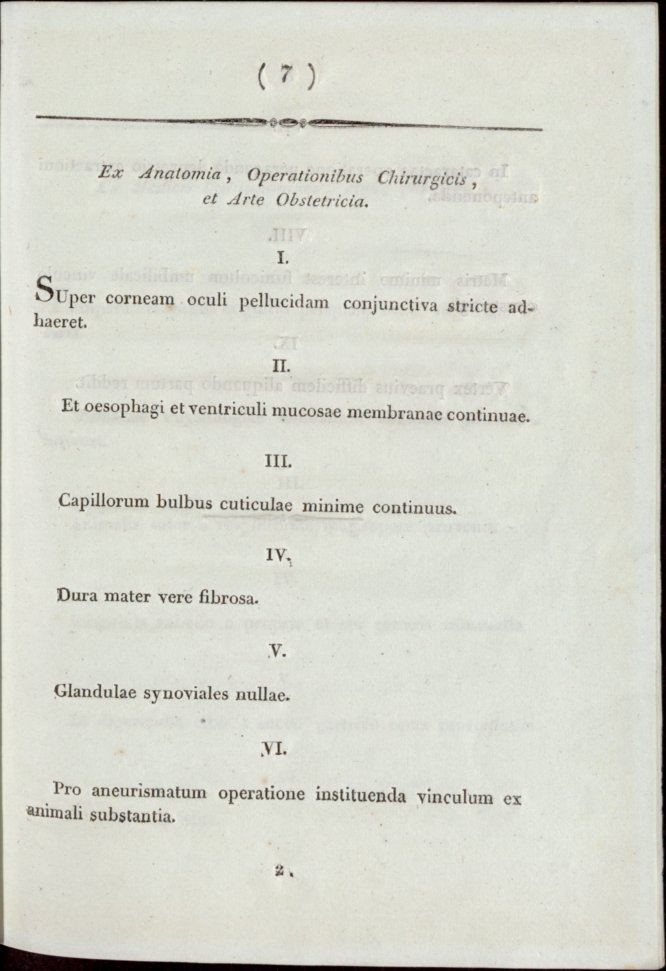 ( 7 )
Ex Anatomia, Operationibus Chirurgicis,
et Arte Obstetricia.
I.
SUper corneam oculi pellucidam conjunctiva stricte ad-
haeret.
II.
Et oesophagi et ventriculi mucosae membranae continuae.
III.
Capillorum bulbus cuticulae minime continuus.
IV.
Dura mater vere fibrosa.
V.
Glandulae synoviales nullae.
VI.
Pro aneurismatum operatione instituenda vinculum ex
animali substantia.
2.